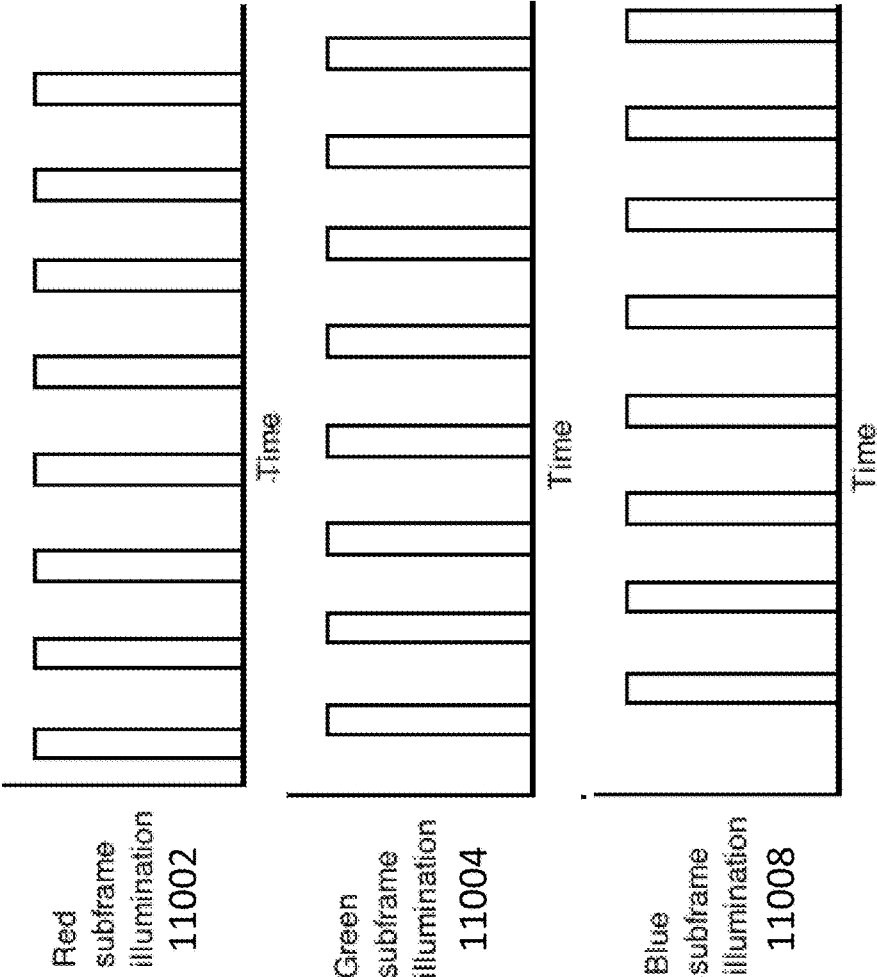 Red
subframe
illumination
11002
Time
Green
subframe
illumination
11004
Time
Blue
subframe
illumination
11008
Time